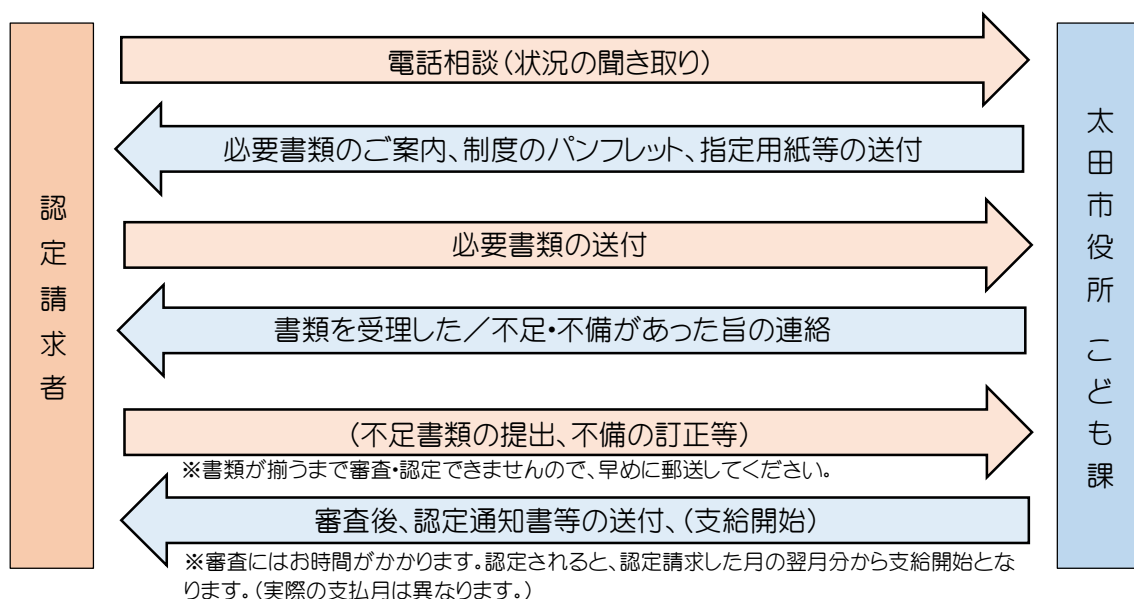 認定請求者
電話相談(状況の聞き取り)
必要書類のご案内、制度のパンフレット、指定用紙等の送付
必要書類の送付
書類を受理した／不足・不備があった旨の連絡
(不足書類の提出、不備の訂正等)
※書類が揃うまで審査・認定できませんので、早めに郵送してください。
審査後、認定通知書等の送付、(支給開始)
※審査にはお時間がかかります。認定されると、認定請求した月の翌月分から支給開始とな
ります。(実際の支払月は異なります。)
太田市役所 こども課